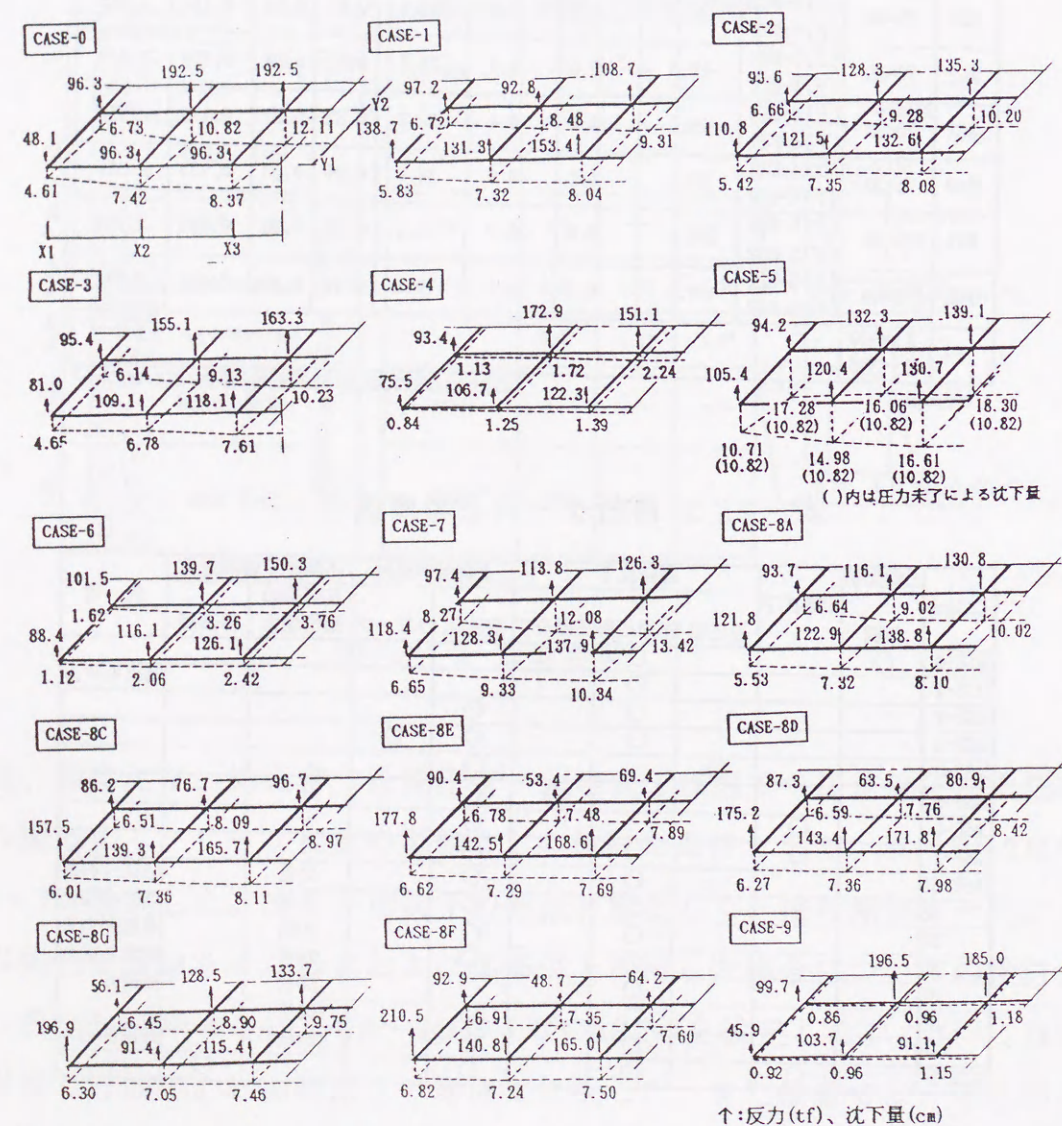 CASE-0
96.3 192.5 192.5
Y2
6.73 10.82 12.11
48.1 96.3 96.3
Y1
4.61 7.42 8.37
X1 X2 X3
CASE-1
97.2 92.8 108.7
6.72 8.48 9.31
138.7 131.3 153.4
5.83 7.32 8.04
CASE-2
93.6 128.3 135.3
6.66 9.28 10.20
110.8 121.5 132.6
5.42 7.35 8.08
CASE-3
95.4 155.1 163.3
6.14 9.13 10.23
81.0 109.1 118.1
4.65 6.78 7.61
CASE-4
93.4 172.9 151.1
1.13 1.72 2.24
75.5 106.7 122.3
0.84 1.25 1.39
CASE-5
94.2 132.3 139.1
105.4 120.4 130.7
17.28 16.06 18.30
(10.82) (10.82) (10.82)
10.71 14.98 16.61
(10.82) (10.82) (10.82)
( )内は圧力未了による沈下量
CASE-6
101.5 139.7 150.3
1.62 3.26 3.76
88.4 116.1 126.1
1.12 2.06 2.42
CASE-7
97.4 113.8 126.3
8.27 12.08 13.42
118.4 128.3 137.9
6.65 9.33 10.34
CASE-8A
93.7 116.1 130.8
6.64 9.02 10.02
121.8 122.9 138.8
5.53 7.32 8.10
CASE-8C
86.2 76.7 96.7
6.51 8.09 8.97
157.5 139.3 165.7
6.01 7.36 8.11
CASE-8E
90.4 53.4 69.4
6.78 7.48 7.89
177.8 142.5 168.6
6.62 7.29 7.69
CASE-8D
87.3 63.5 80.9
6.59 7.76 8.42
175.2 143.4 171.8
6.27 7.36 7.98
CASE-8G
56.1 128.5 133.7
6.45 8.90 9.75
196.9 91.4 115.4
6.30 7.05 7.46
CASE-8F
92.9 48.7 64.2
6.91 7.35 7.60
210.5 140.8 165.0
6.82 7.24 7.50
CASE-9
99.7 196.5 185.0
0.86 0.96 1.18
45.9 103.7 91.1
0.92 0.96 1.15
↑:反力(tf)、沈下量(cm)